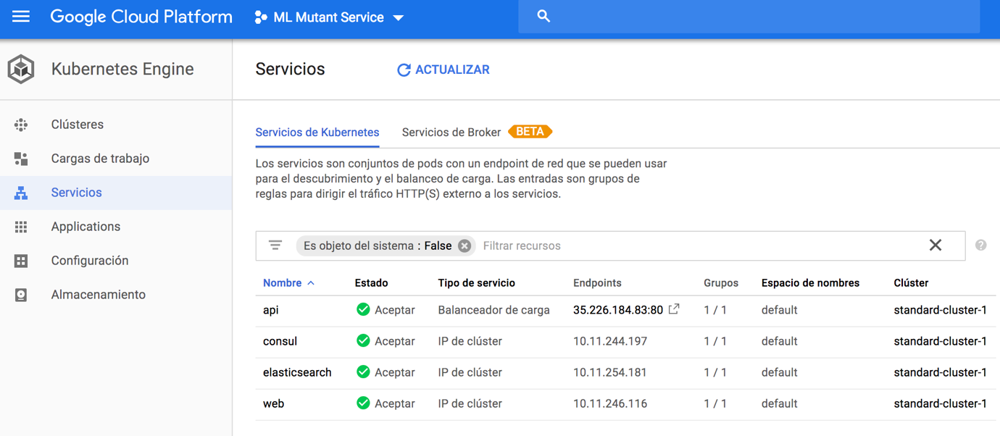 Google Cloud Platform ML Mutant Service
Kubernetes Engine
Servicios ACTUALIZAR
Clústeres
Cargas de trabajo
Servicios
Applications
Configuración
Almacenamiento
Servicios de Kubernetes Servicios de Broker BETA
Los servicios son conjuntos de pods con un endpoint de red que se pueden usar
para el descubrimiento y el balanceo de carga. Las entradas son grupos de
reglas para dirigir el tráfico HTTP(S) externo a los servicios.
Es objeto del sistema : False Filtrar recursos
Nombre Estado Tipo de servicio Endpoints Grupos Espacio de nombres Clúster
api Aceptar Balanceador de carga 35.226.184.83:80 1 / 1 default standard-cluster-1
consul Aceptar IP de clúster 10.11.244.197 1 / 1 default standard-cluster-1
elasticsearch Aceptar IP de clúster 10.11.254.181 1 / 1 default standard-cluster-1
web Aceptar IP de clúster 10.11.246.116 1 / 1 default standard-cluster-1